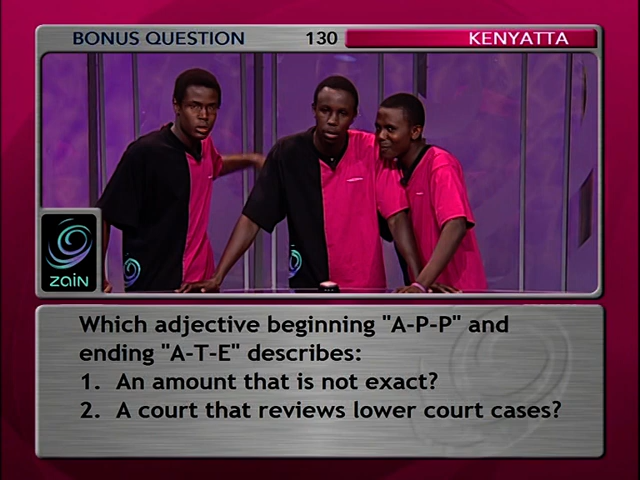 BONUS QUESTION 130 KENYATTA
zain
Which adjective beginning "A-P-P" and
ending "A-T-E" describes:
1. An amount that is not exact?
2. A court that reviews lower court cases?